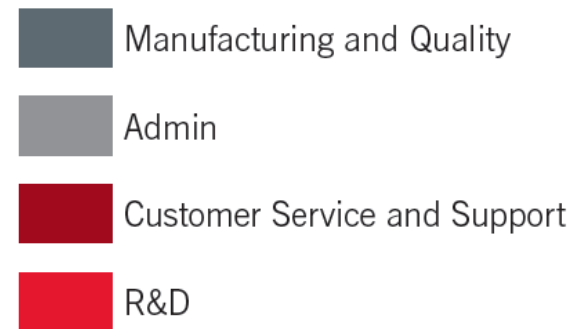 Manufacturing and Quality
Admin
Customer Service and Support
R&D